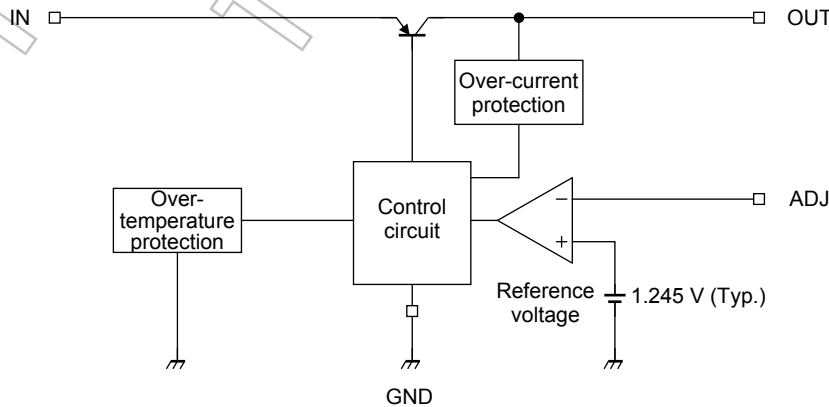 IN
OUT
Over-current
protection
Over-
temperature
protection
Control
circuit
−
+
ADJ
Reference
voltage
1.245 V (Typ.)
GND